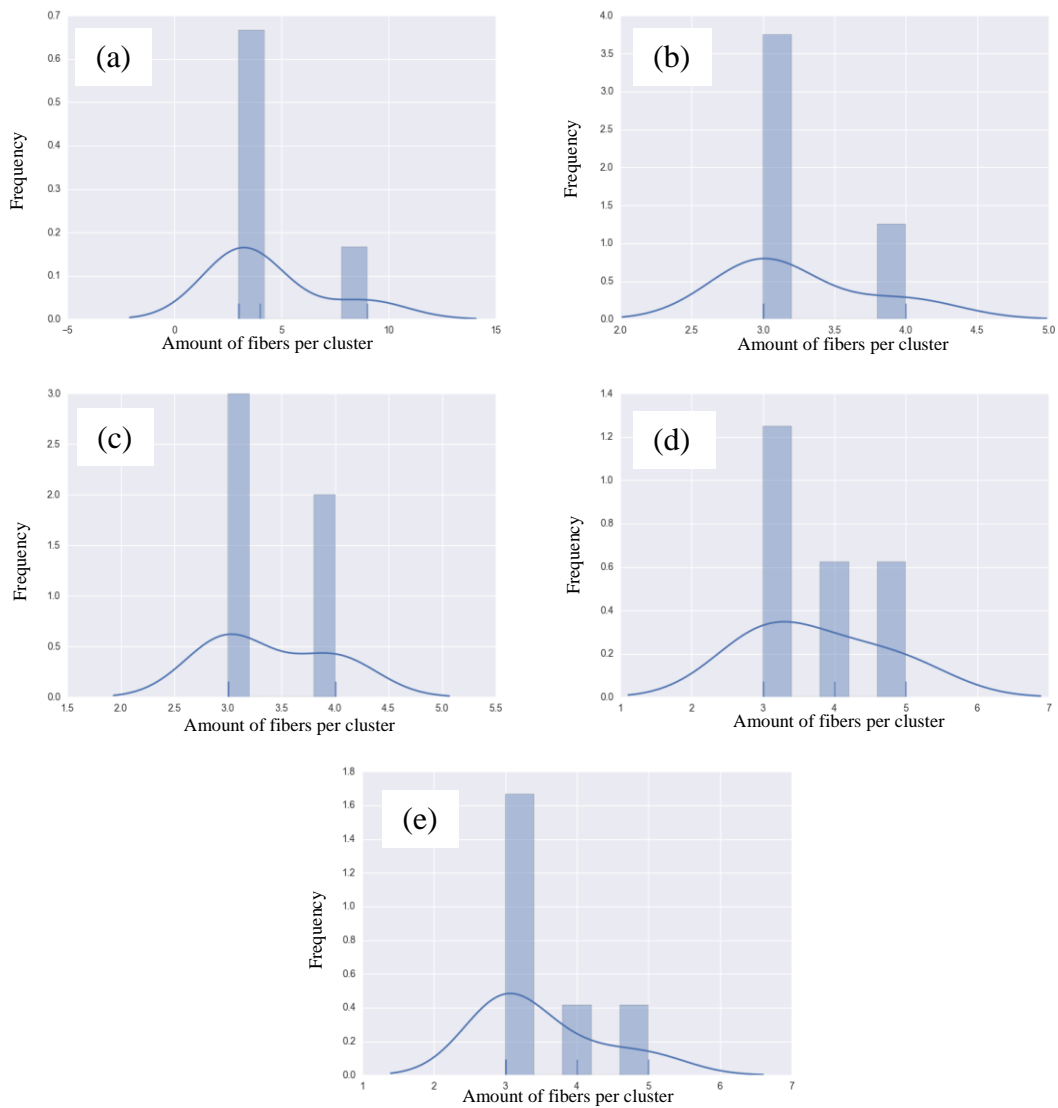 0.7
(a)
0.6
0.5
0.4
0.3
0.2
0.1
0.0
Frequency
−5 0 5 10 15
Amount of fibers per cluster
4.0
(b)
3.5
3.0
2.5
2.0
1.5
1.0
0.5
0.0
Frequency
2.0 2.5 3.0 3.5 4.0 4.5 5.0
Amount of fibers per cluster
3.0
(c)
2.5
2.0
1.5
1.0
0.5
0.0
Frequency
1.5 2.0 2.5 3.0 3.5 4.0 4.5 5.0 5.5
Amount of fibers per cluster
1.4
(d)
1.2
1.0
0.8
0.6
0.4
0.2
0.0
Frequency
1 2 3 4 5 6 7
Amount of fibers per cluster
1.8
(e)
1.6
1.4
1.2
1.0
0.8
0.6
0.4
0.2
0.0
Frequency
1 2 3 4 5 6 7
Amount of fibers per cluster